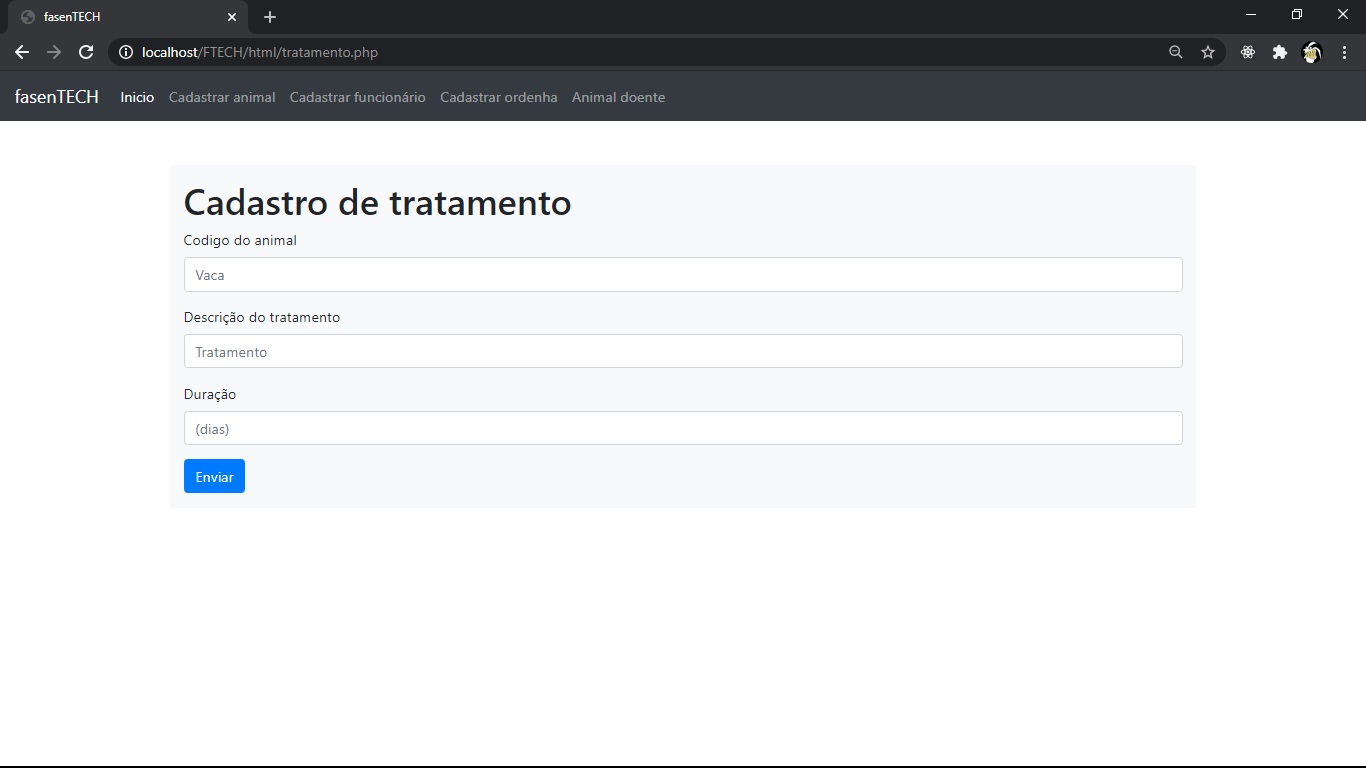 fasenTECH
localhost/FTECH/html/tratamento.php
fasenTECH Inicio Cadastrar animal Cadastrar funcionário Cadastrar ordenha Animal doente
Cadastro de tratamento
Codigo do animal
Vaca
Descrição do tratamento
Tratamento
Duração
(dias)
Enviar